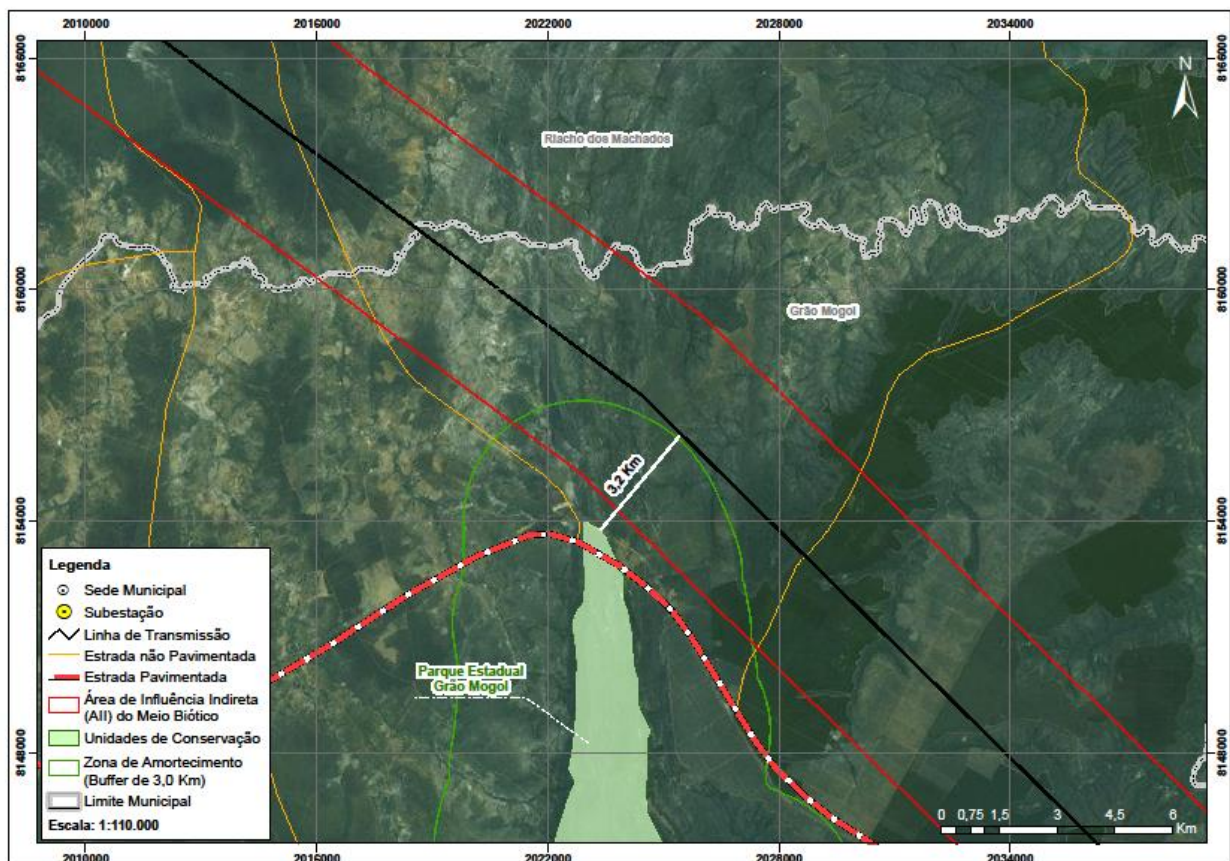 2010000 2016000 2022000 2028000 2034000
8166000 8166000
N
Riacho dos Machados
8160000 8160000
Grão Mogol
3,2 Km
8154000 8154000
Legenda
Sede Municipal
Subestação
Linha de Transmissão
Estrada não Pavimentada
Estrada Pavimentada
Área de Influência Indireta
(AII) do Meio Biótico
Unidades de Conservação
Zona de Amortecimento
(Buffer de 3,0 Km)
Limite Municipal
Escala: 1:110.000
Parque Estadual
Grão Mogol
8148000 8148000
0 0,75 1,5 3 4,5 6
Km
2010000 2016000 2022000 2028000 2034000